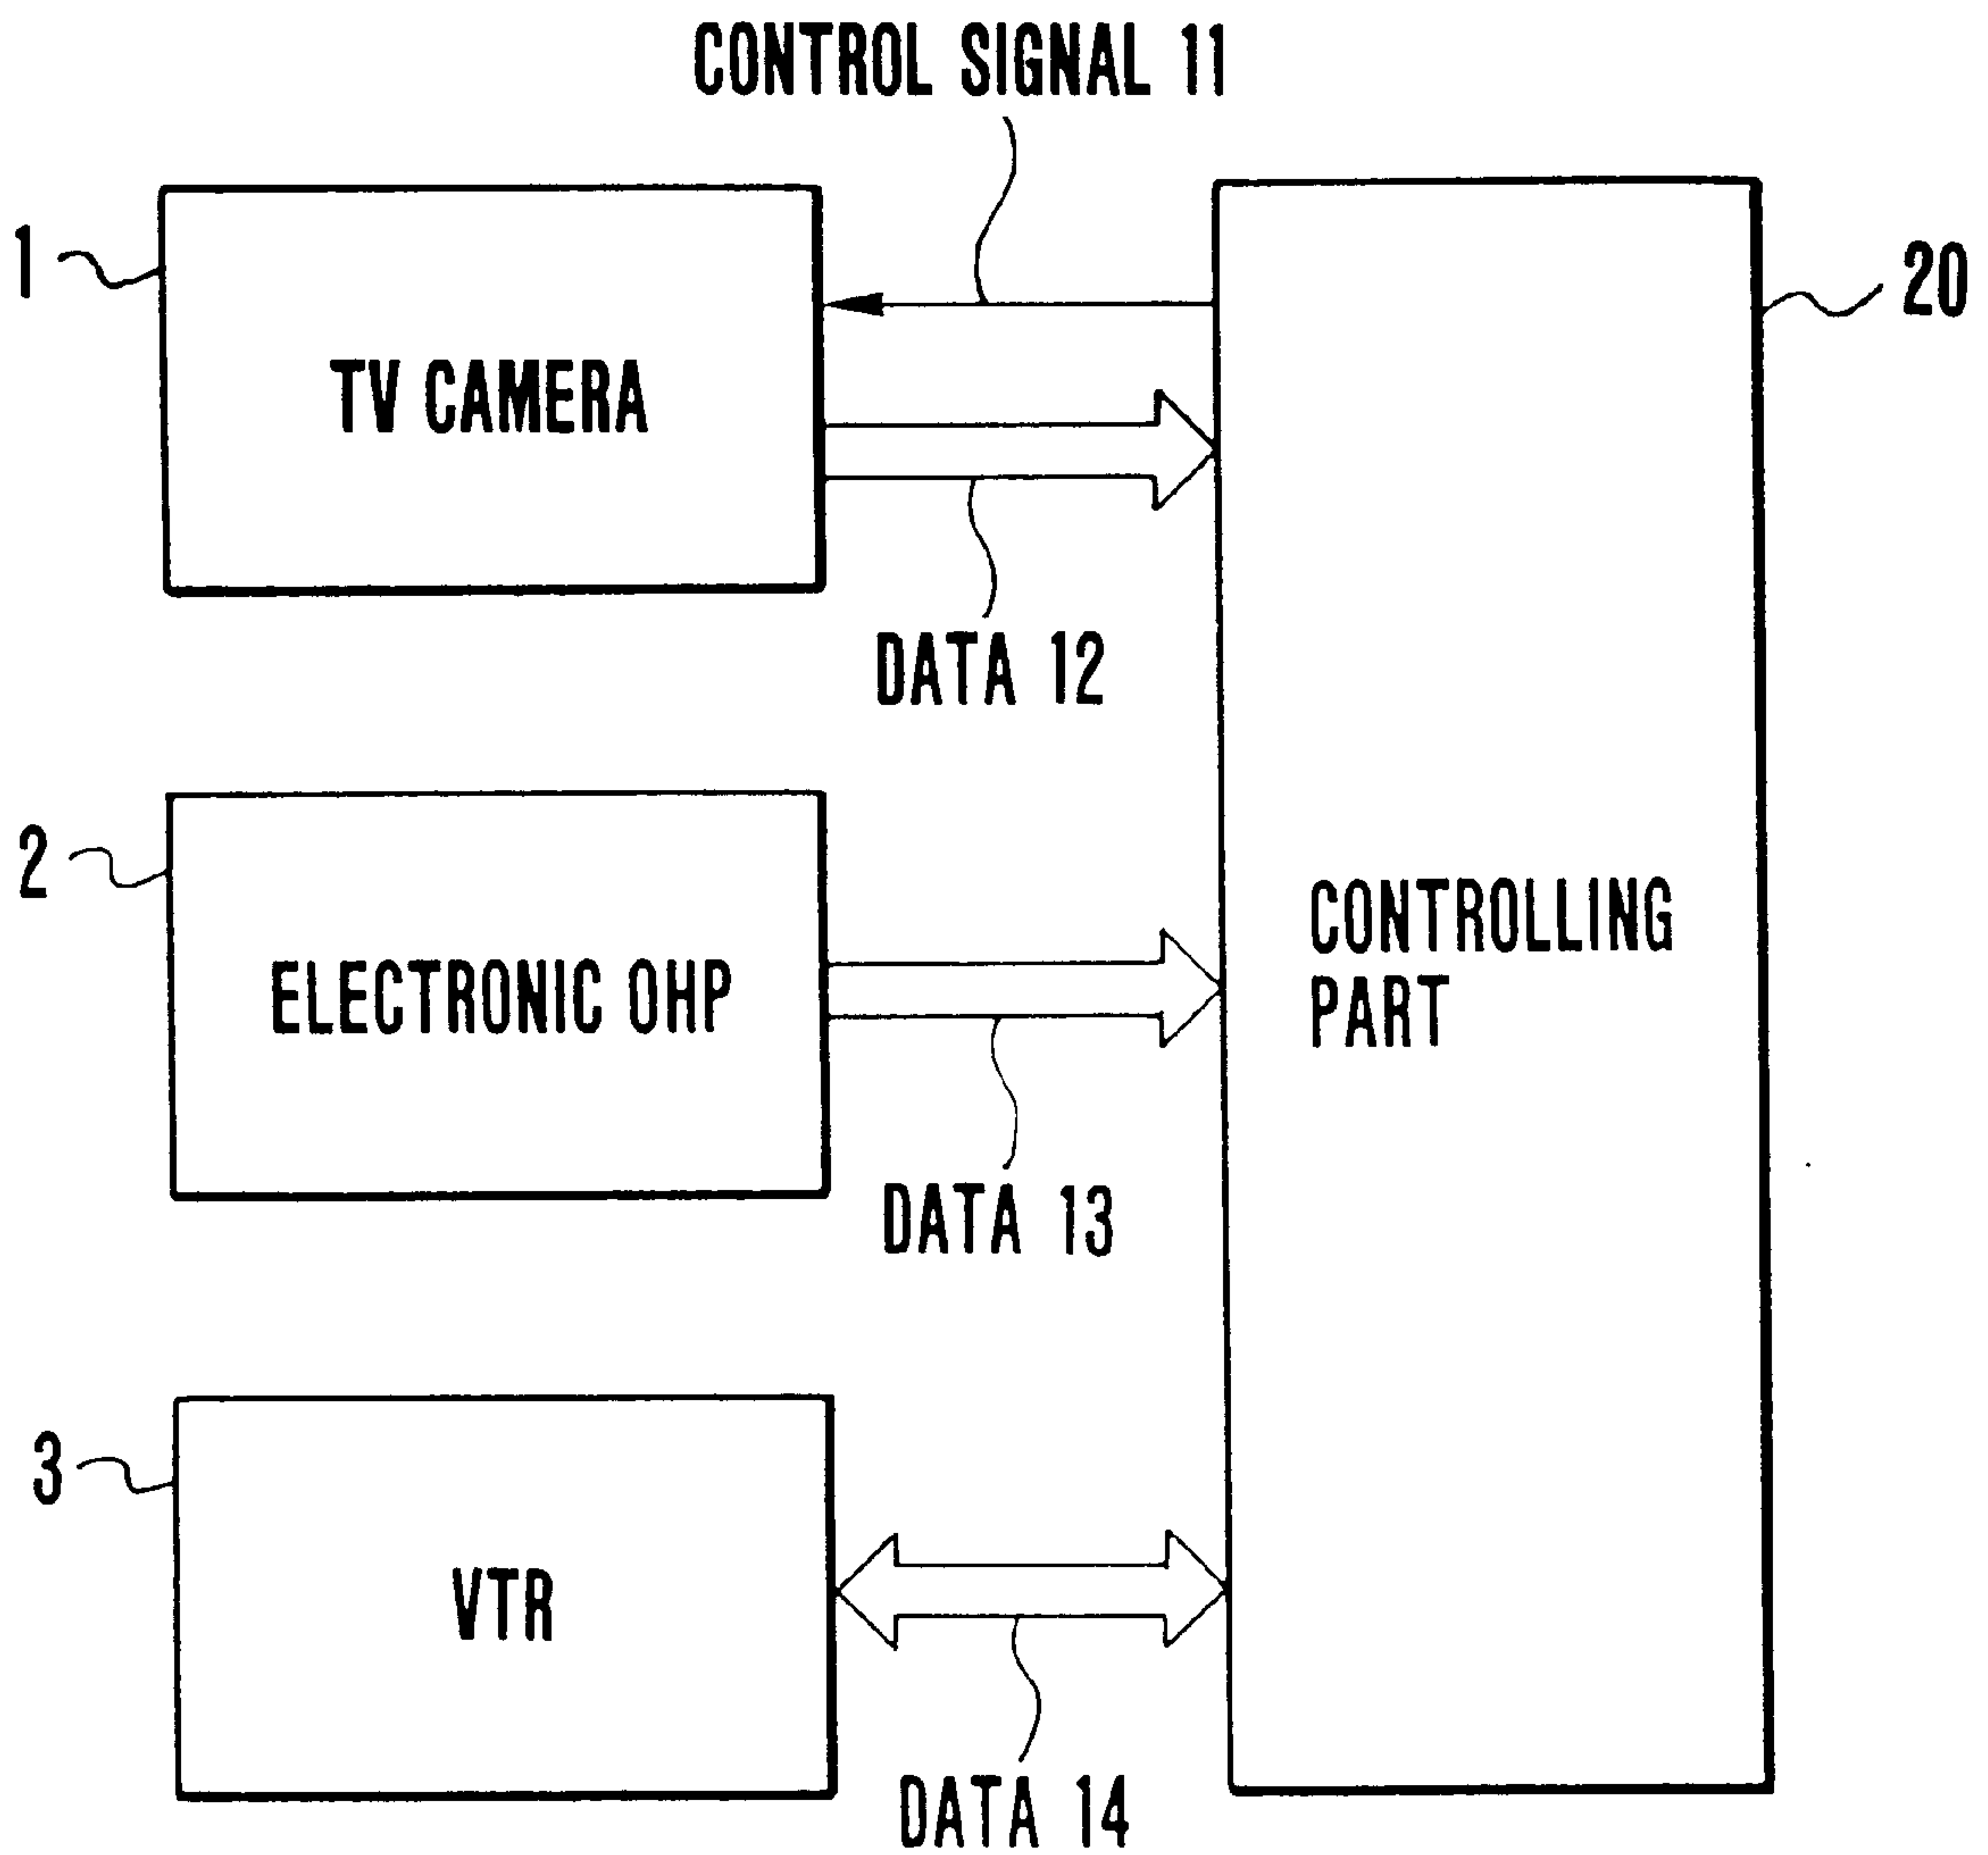 CONTROL SIGNAL 11
1
20
TV CAMERA
DATA 12
2
CONTROLLING
PART
ELECTRONIC OHP
DATA 13
3
VTR
DATA 14